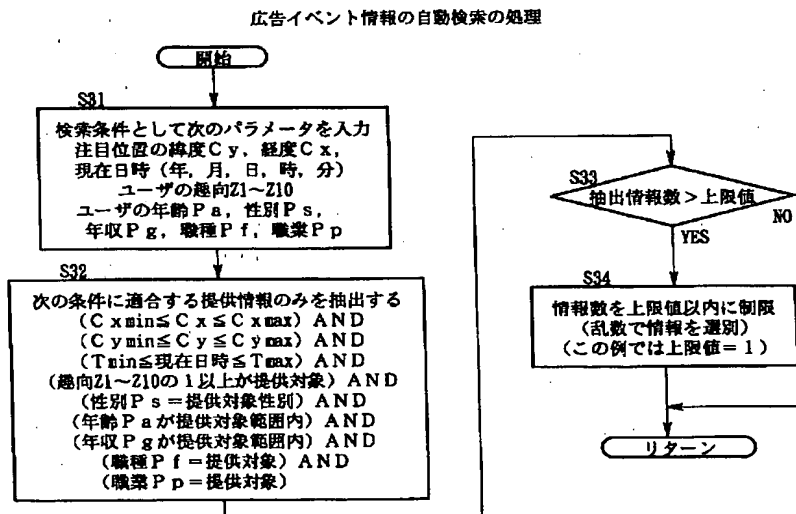 広告イベント情報の自動検索の処理
開始
S31
検索条件として次のパラメータを入力
注目位置の緯度Cy, 経度Cx,
現在日時(年, 月, 日, 時, 分)
ユーザの趣向Z1~Z10
ユーザの年齢Pa, 性別Ps,
年収Pg, 職種Pf, 職業Pp
S32
次の条件に適合する提供情報のみを抽出する
(Cxmin≦Cx≦Cxmax) AND
(Cymin≦Cy≦Cymax) AND
(Tmin≦現在日時≦Tmax) AND
(趣向Z1~Z10の1以上が提供対象) AND
(性別Ps=提供対象性別) AND
(年齢Paが提供対象範囲内) AND
(年収Pgが提供対象範囲内) AND
(職種Pf=提供対象) AND
(職業Pp=提供対象)
S33
抽出情報数>上限値
NO
YES
S34
情報数を上限値以内に制限
(乱数で情報を選別)
(この例では上限値=1)
リターン